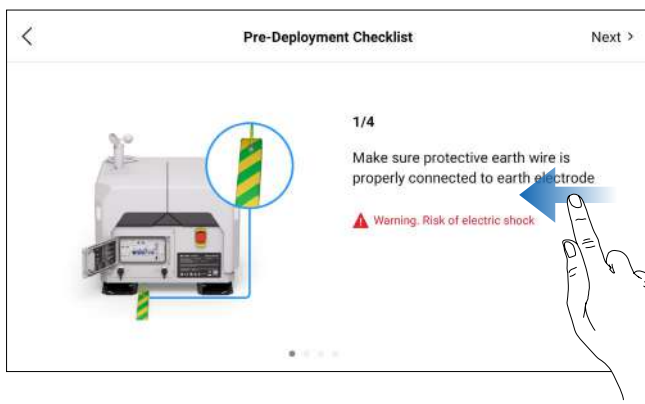 Pre-Deployment Checklist
Next >
1/4
Make sure protective earth wire is
properly connected to earth electrode
Warning. Risk of electric shock